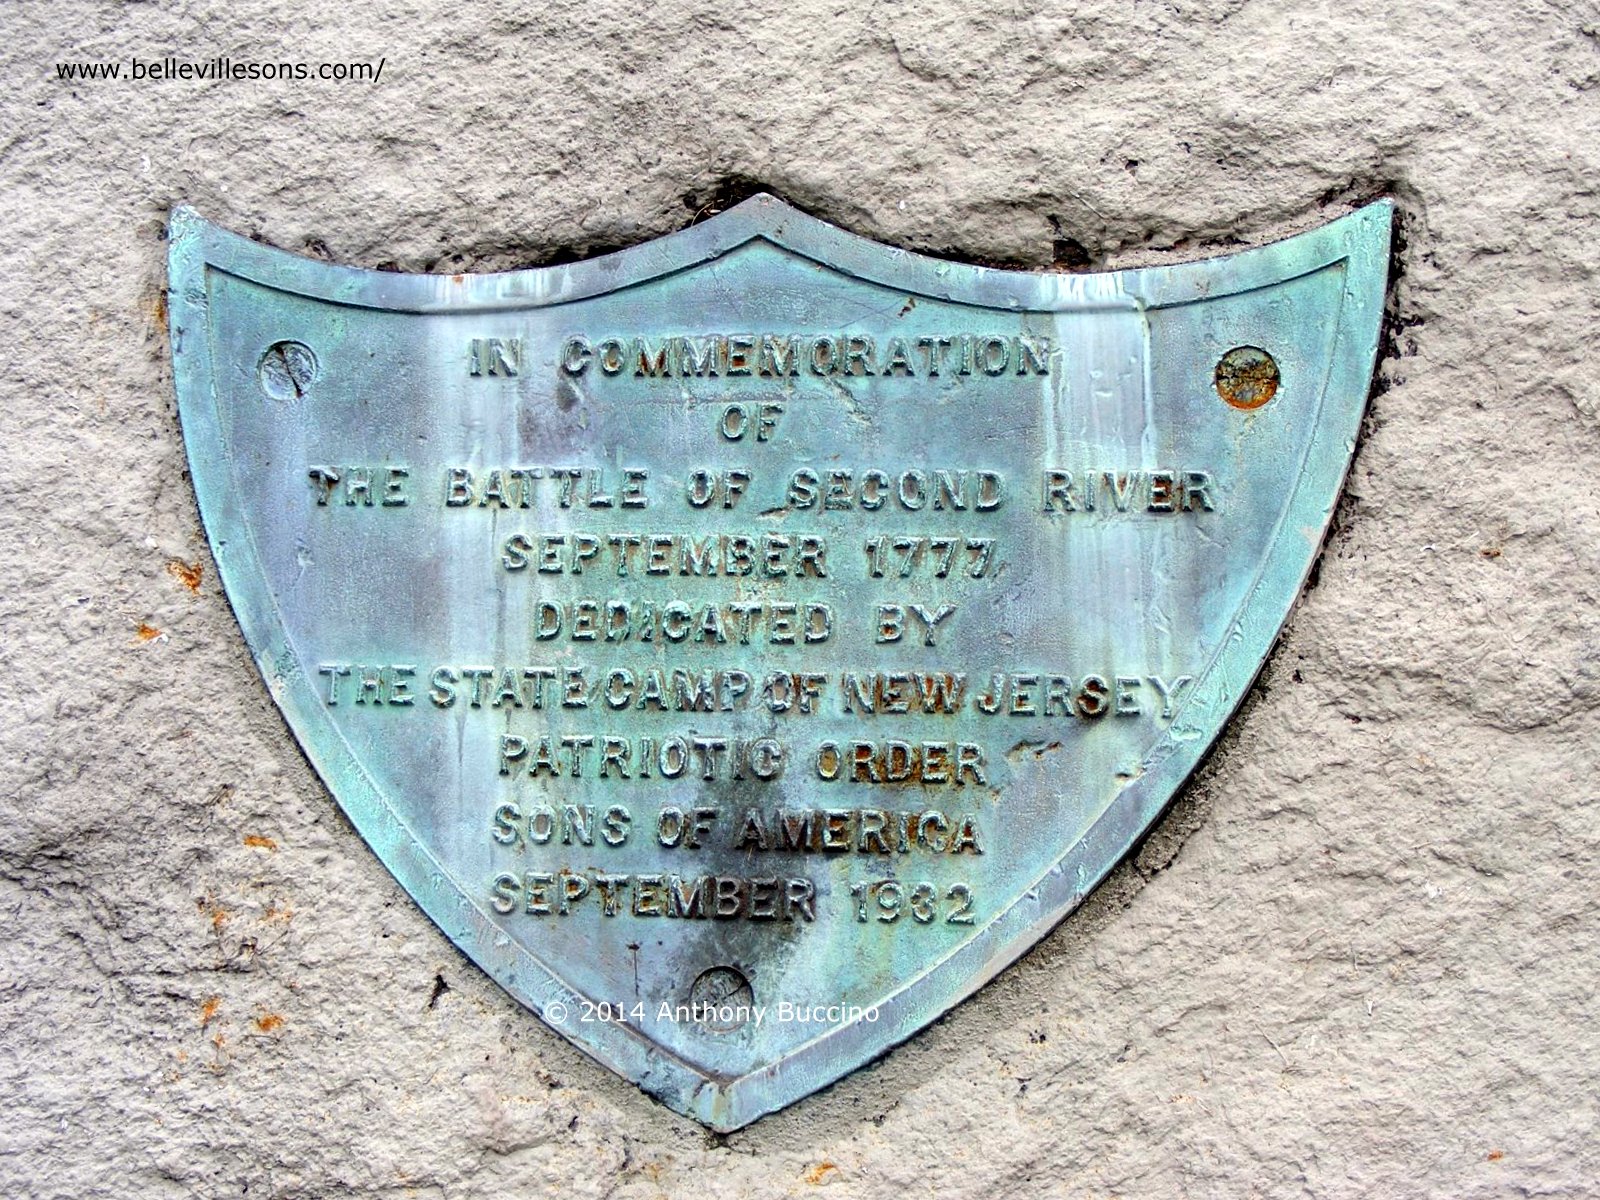 www.bellevillesons.com/
IN COMMEMORATION
OF
THE BATTLE OF SECOND RIVER
SEPTEMBER 1777
DEDICATED BY
THE STATE CAMP OF NEW JERSEY
PATRIOTIC ORDER
SONS OF AMERICA
SEPTEMBER 1932
© 2014 Anthony Buccino